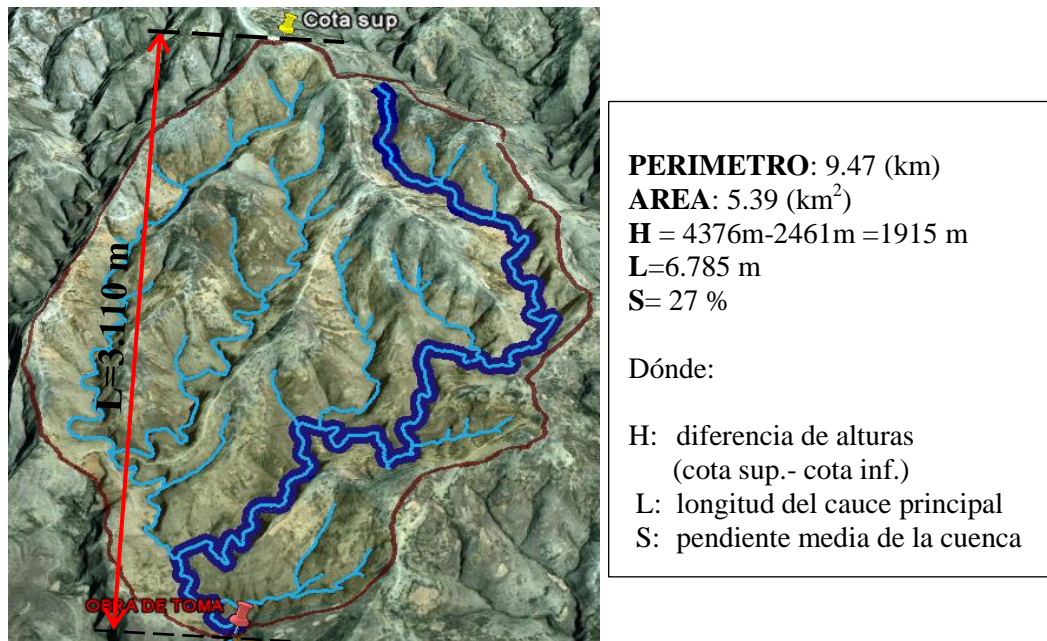 Cota sup
L=3.110 m
OBRA DE TOMA
PERIMETRO: 9.47 (km)
AREA: 5.39 (km²)
H = 4376m-2461m =1915 m
L=6.785 m
S= 27 %
Dónde:
H: diferencia de alturas
(cota sup.- cota inf.)
L: longitud del cauce principal
S: pendiente media de la cuenca